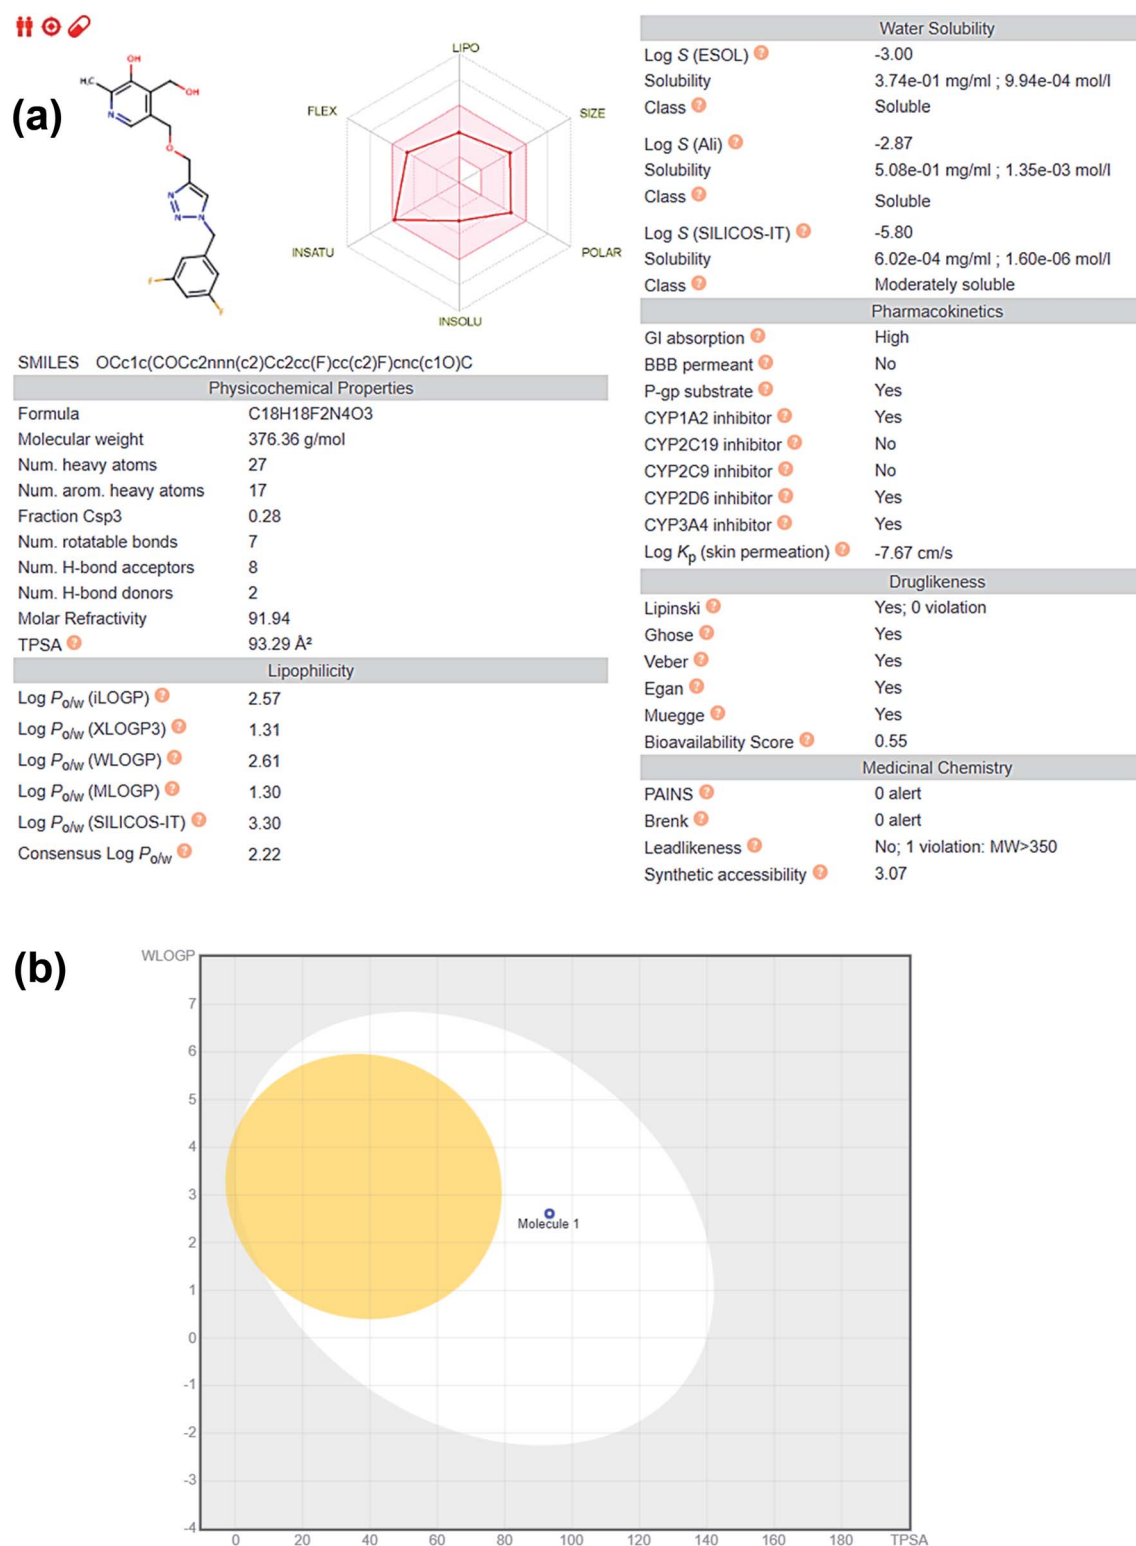 (a)
OH
H₃C
OH
N
O
N
N
N
F
F
LIPO
FLEX
SIZE
INSATU
POLAR
INSOLU
SMILES OCc1c(COCc2nnn(c2)Cc2cc(F)cc(c2)F)cnc(c1O)C
Physicochemical Properties
Formula C18H18F2N4O3
Molecular weight 376.36 g/mol
Num. heavy atoms 27
Num. arom. heavy atoms 17
Fraction Csp3 0.28
Num. rotatable bonds 7
Num. H-bond acceptors 8
Num. H-bond donors 2
Molar Refractivity 91.94
TPSA ? 93.29 Å²
Lipophilicity
Log Po/w (iLOGP) ? 2.57
Log Po/w (XLOGP3) ? 1.31
Log Po/w (WLOGP) ? 2.61
Log Po/w (MLOGP) ? 1.30
Log Po/w (SILICOS-IT) ? 3.30
Consensus Log Po/w ? 2.22
Water Solubility
Log S (ESOL) ? -3.00
Solubility 3.74e-01 mg/ml ; 9.94e-04 mol/l
Class ? Soluble
Log S (Ali) ? -2.87
Solubility 5.08e-01 mg/ml ; 1.35e-03 mol/l
Class ? Soluble
Log S (SILICOS-IT) ? -5.80
Solubility 6.02e-04 mg/ml ; 1.60e-06 mol/l
Class ? Moderately soluble
Pharmacokinetics
GI absorption ? High
BBB permeant ? No
P-gp substrate ? Yes
CYP1A2 inhibitor ? Yes
CYP2C19 inhibitor ? No
CYP2C9 inhibitor ? No
CYP2D6 inhibitor ? Yes
CYP3A4 inhibitor ? Yes
Log Kp (skin permeation) ? -7.67 cm/s
Druglikeness
Lipinski ? Yes; 0 violation
Ghose ? Yes
Veber ? Yes
Egan ? Yes
Muegge ? Yes
Bioavailability Score ? 0.55
Medicinal Chemistry
PAINS ? 0 alert
Brenk ? 0 alert
Leadlikeness ? No; 1 violation: MW>350
Synthetic accessibility ? 3.07
(b)
WLOGP
7
6
5
4
3
2
1
0
-1
-2
-3
-4
Molecule 1
0 20 40 60 80 100 120 140 160 180 TPSA